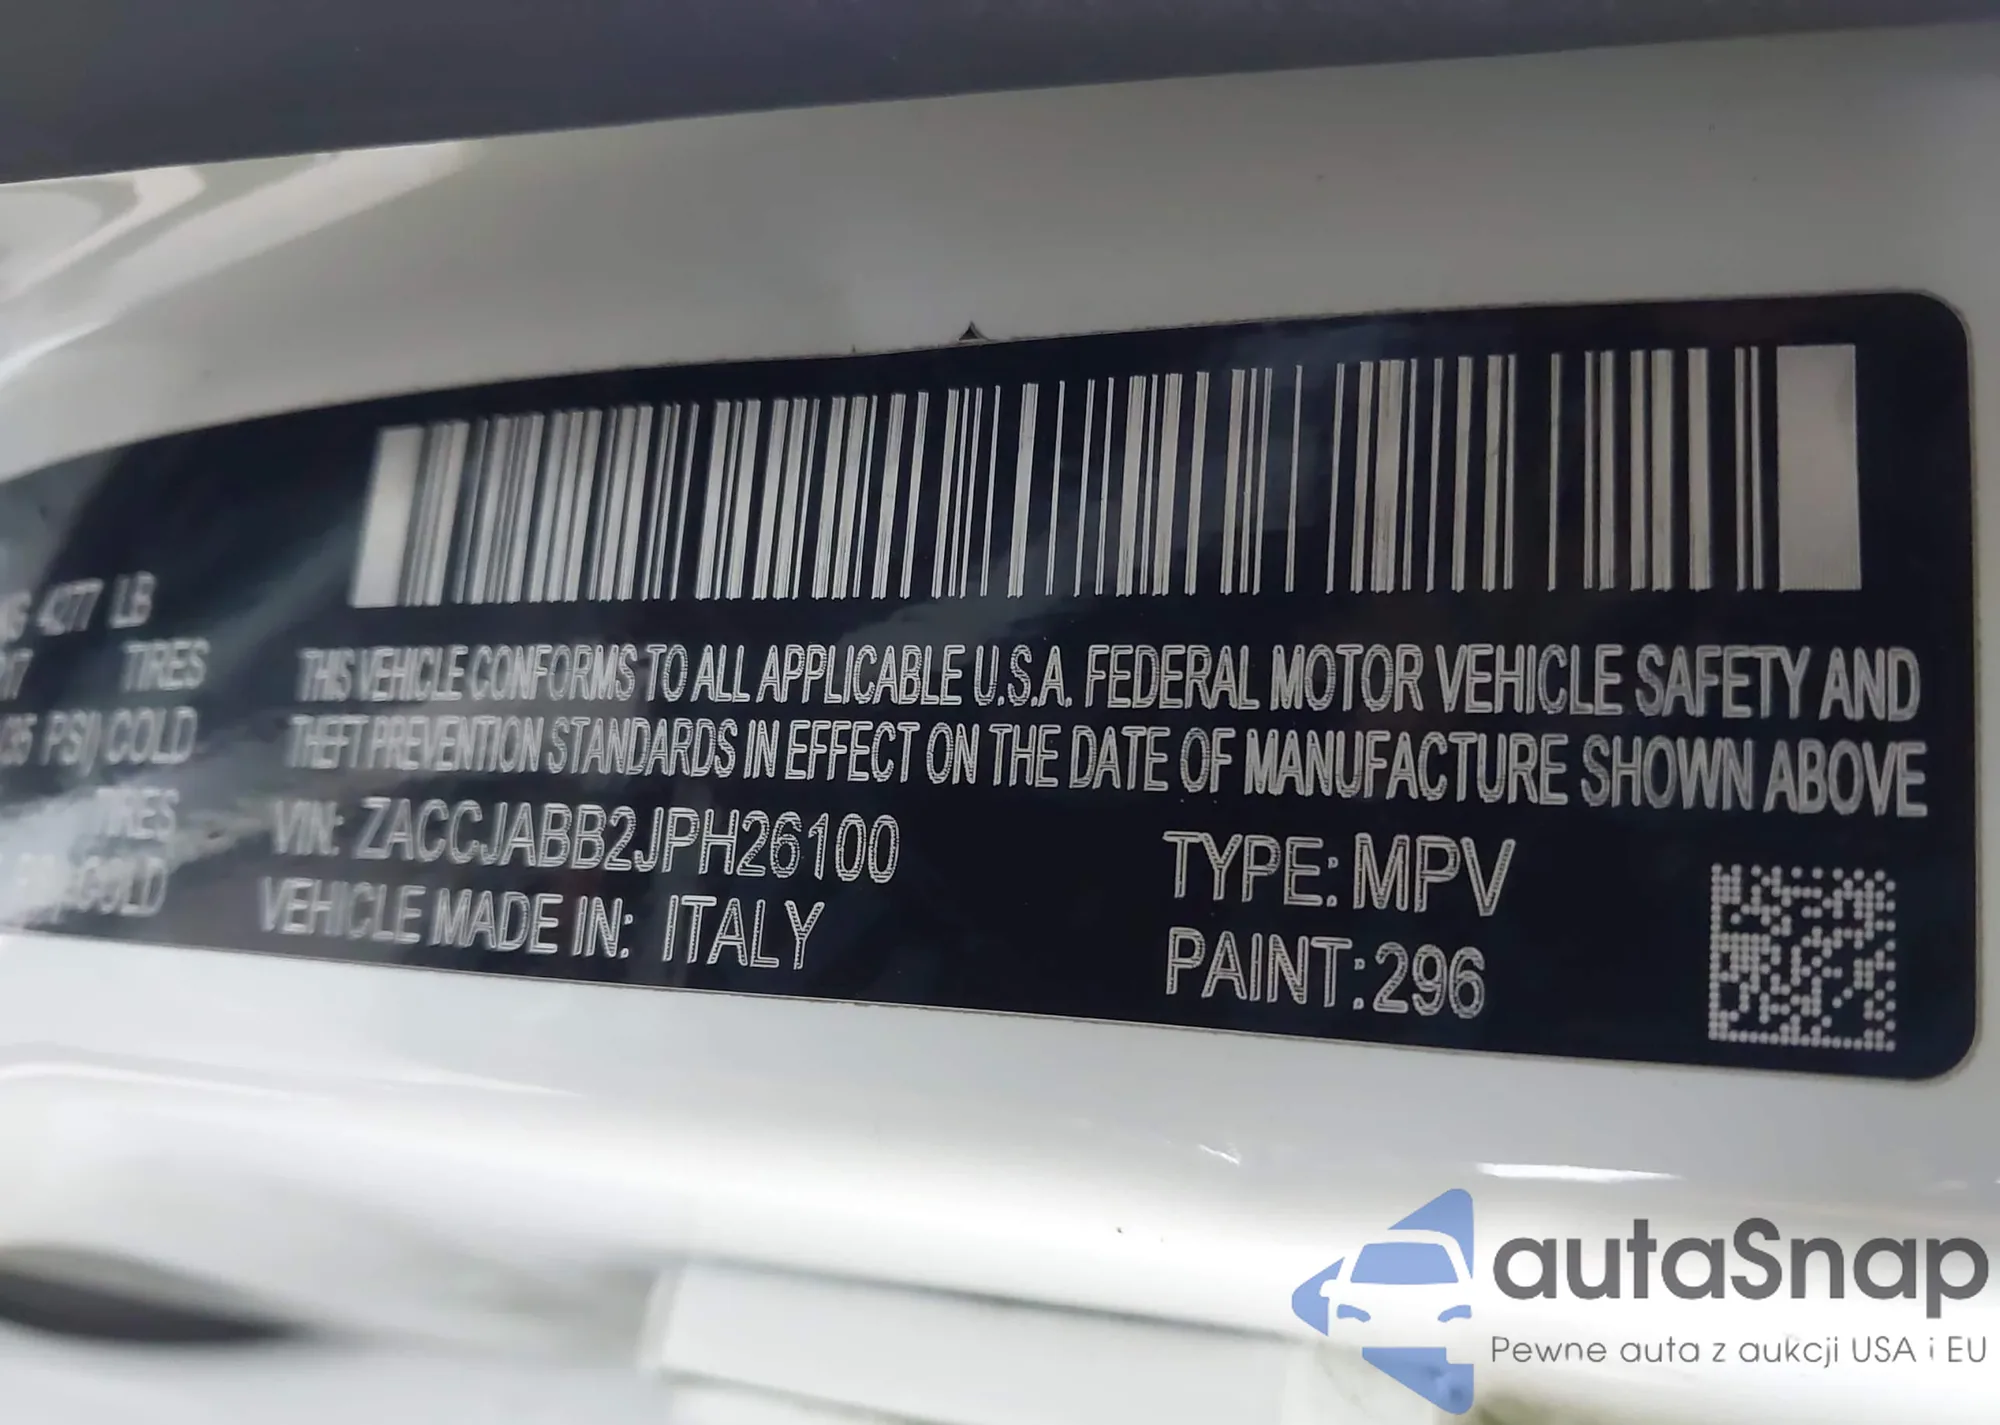 4277 LB
TIRES
PSI) COLD
TIRES
COLD
THIS VEHICLE CONFORMS TO ALL APPLICABLE U.S.A. FEDERAL MOTOR VEHICLE SAFETY AND
THEFT PREVENTION STANDARDS IN EFFECT ON THE DATE OF MANUFACTURE SHOWN ABOVE
VIN: ZACCJABB2JPH26100
TYPE: MPV
VEHICLE MADE IN: ITALY
PAINT: 296
autaSnap
Pewne auta z aukcji USA i EU